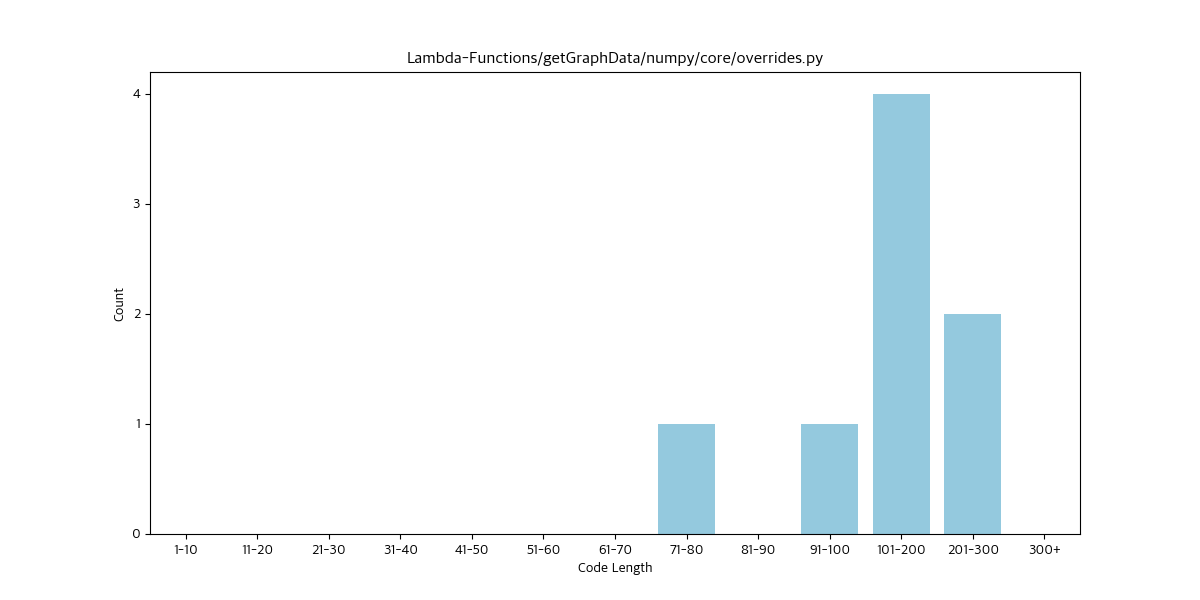 Lambda-Functions/getGraphData/numpy/core/overrides.py
4
3
2
1
0
Count
1-10 11-20 21-30 31-40 41-50 51-60 61-70 71-80 81-90 91-100 101-200 201-300 300+
Code Length